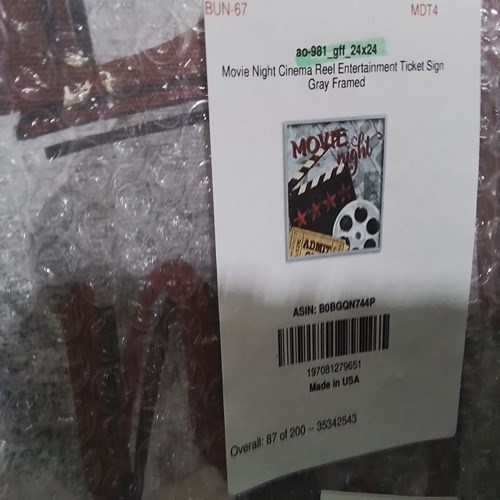 BUN-67 MDT4
ao-981_gff_24x24
Movie Night Cinema Reel Entertainment Ticket Sign
Gray Framed
MOVIE
night
ADMIT
ASIN: B0BGQN744P
197081279651
Made in USA
Overall: 87 of 200 – 35342543